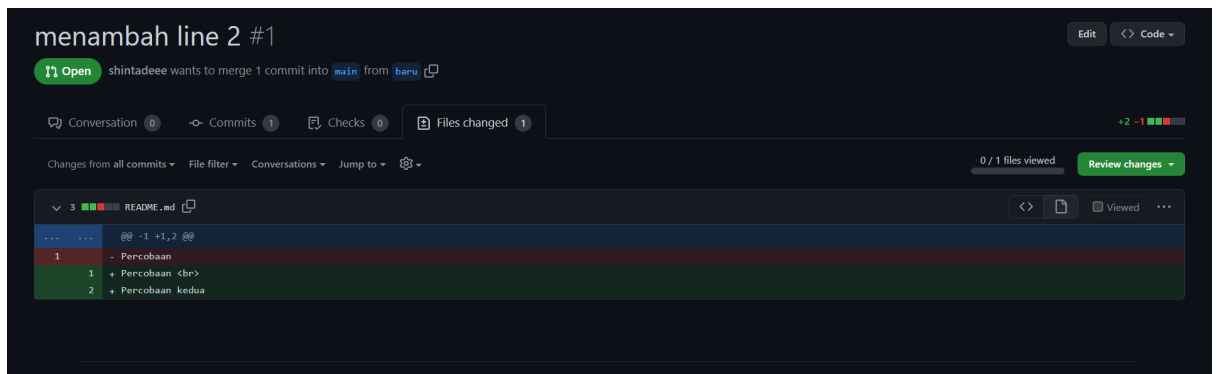 menambah line 2 #1
Edit <> Code
Open shintadeee wants to merge 1 commit into main from baru
Conversation 0 Commits 1 Checks 0 Files changed 1 +2 −1
Changes from all commits File filter Conversations Jump to 0 / 1 files viewed Review changes
3 README.md <> Viewed ...
... ... @@ -1 +1,2 @@
1 - Percobaan
1 + Percobaan <br>
2 + Percobaan kedua